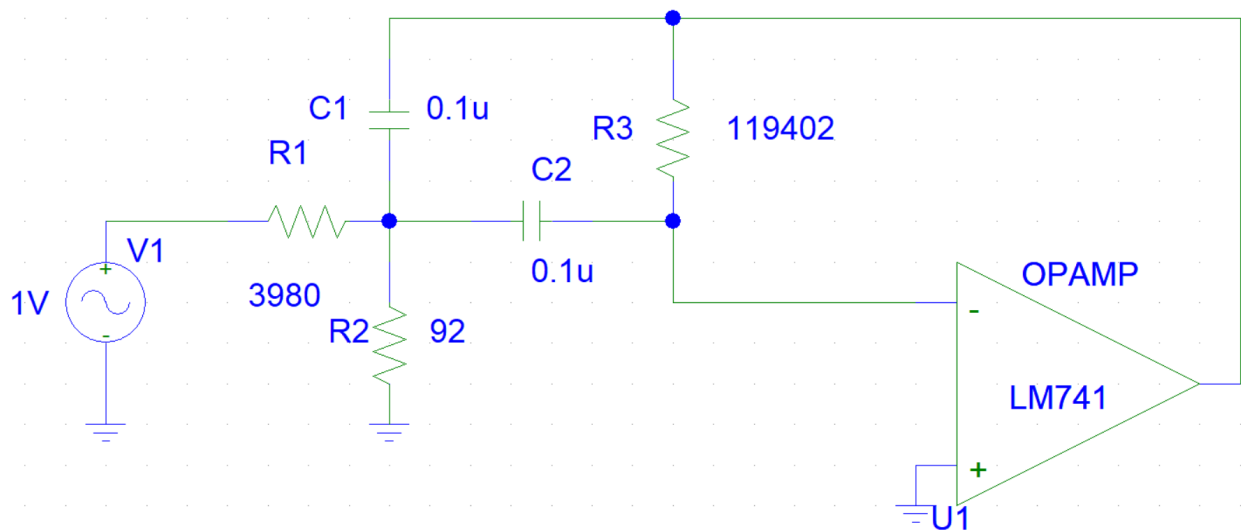 C1
0.1u
R3
119402
R1
C2
V1
+
-
1V
3980
0.1u
OPAMP
R2
92
-
LM741
+
U1